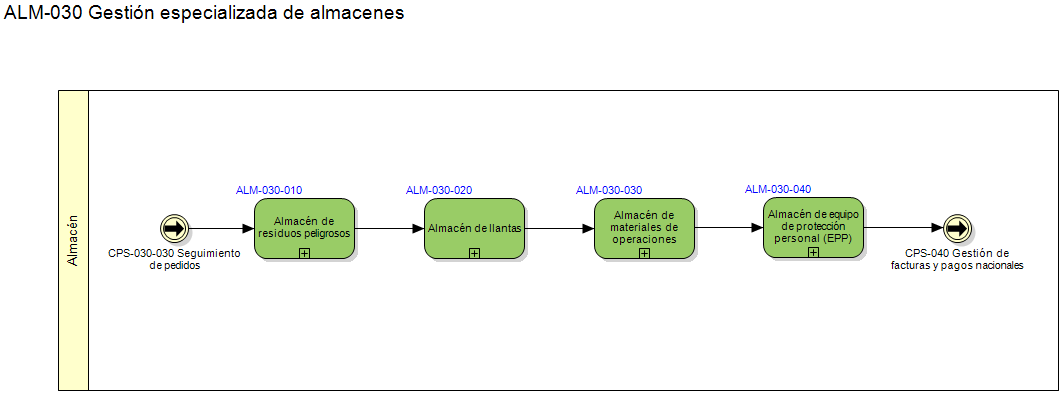 ALM-030 Gestión especializada de almacenes
Almacén
CPS-030-030 Seguimiento
de pedidos
ALM-030-010
Almacén de
residuos peligrosos
ALM-030-020
Almacén de llantas
ALM-030-030
Almacén de
materiales de
operaciones
ALM-030-040
Almacén de equipo
de protección
personal (EPP)
CPS-040 Gestión de
facturas y pagos nacionales